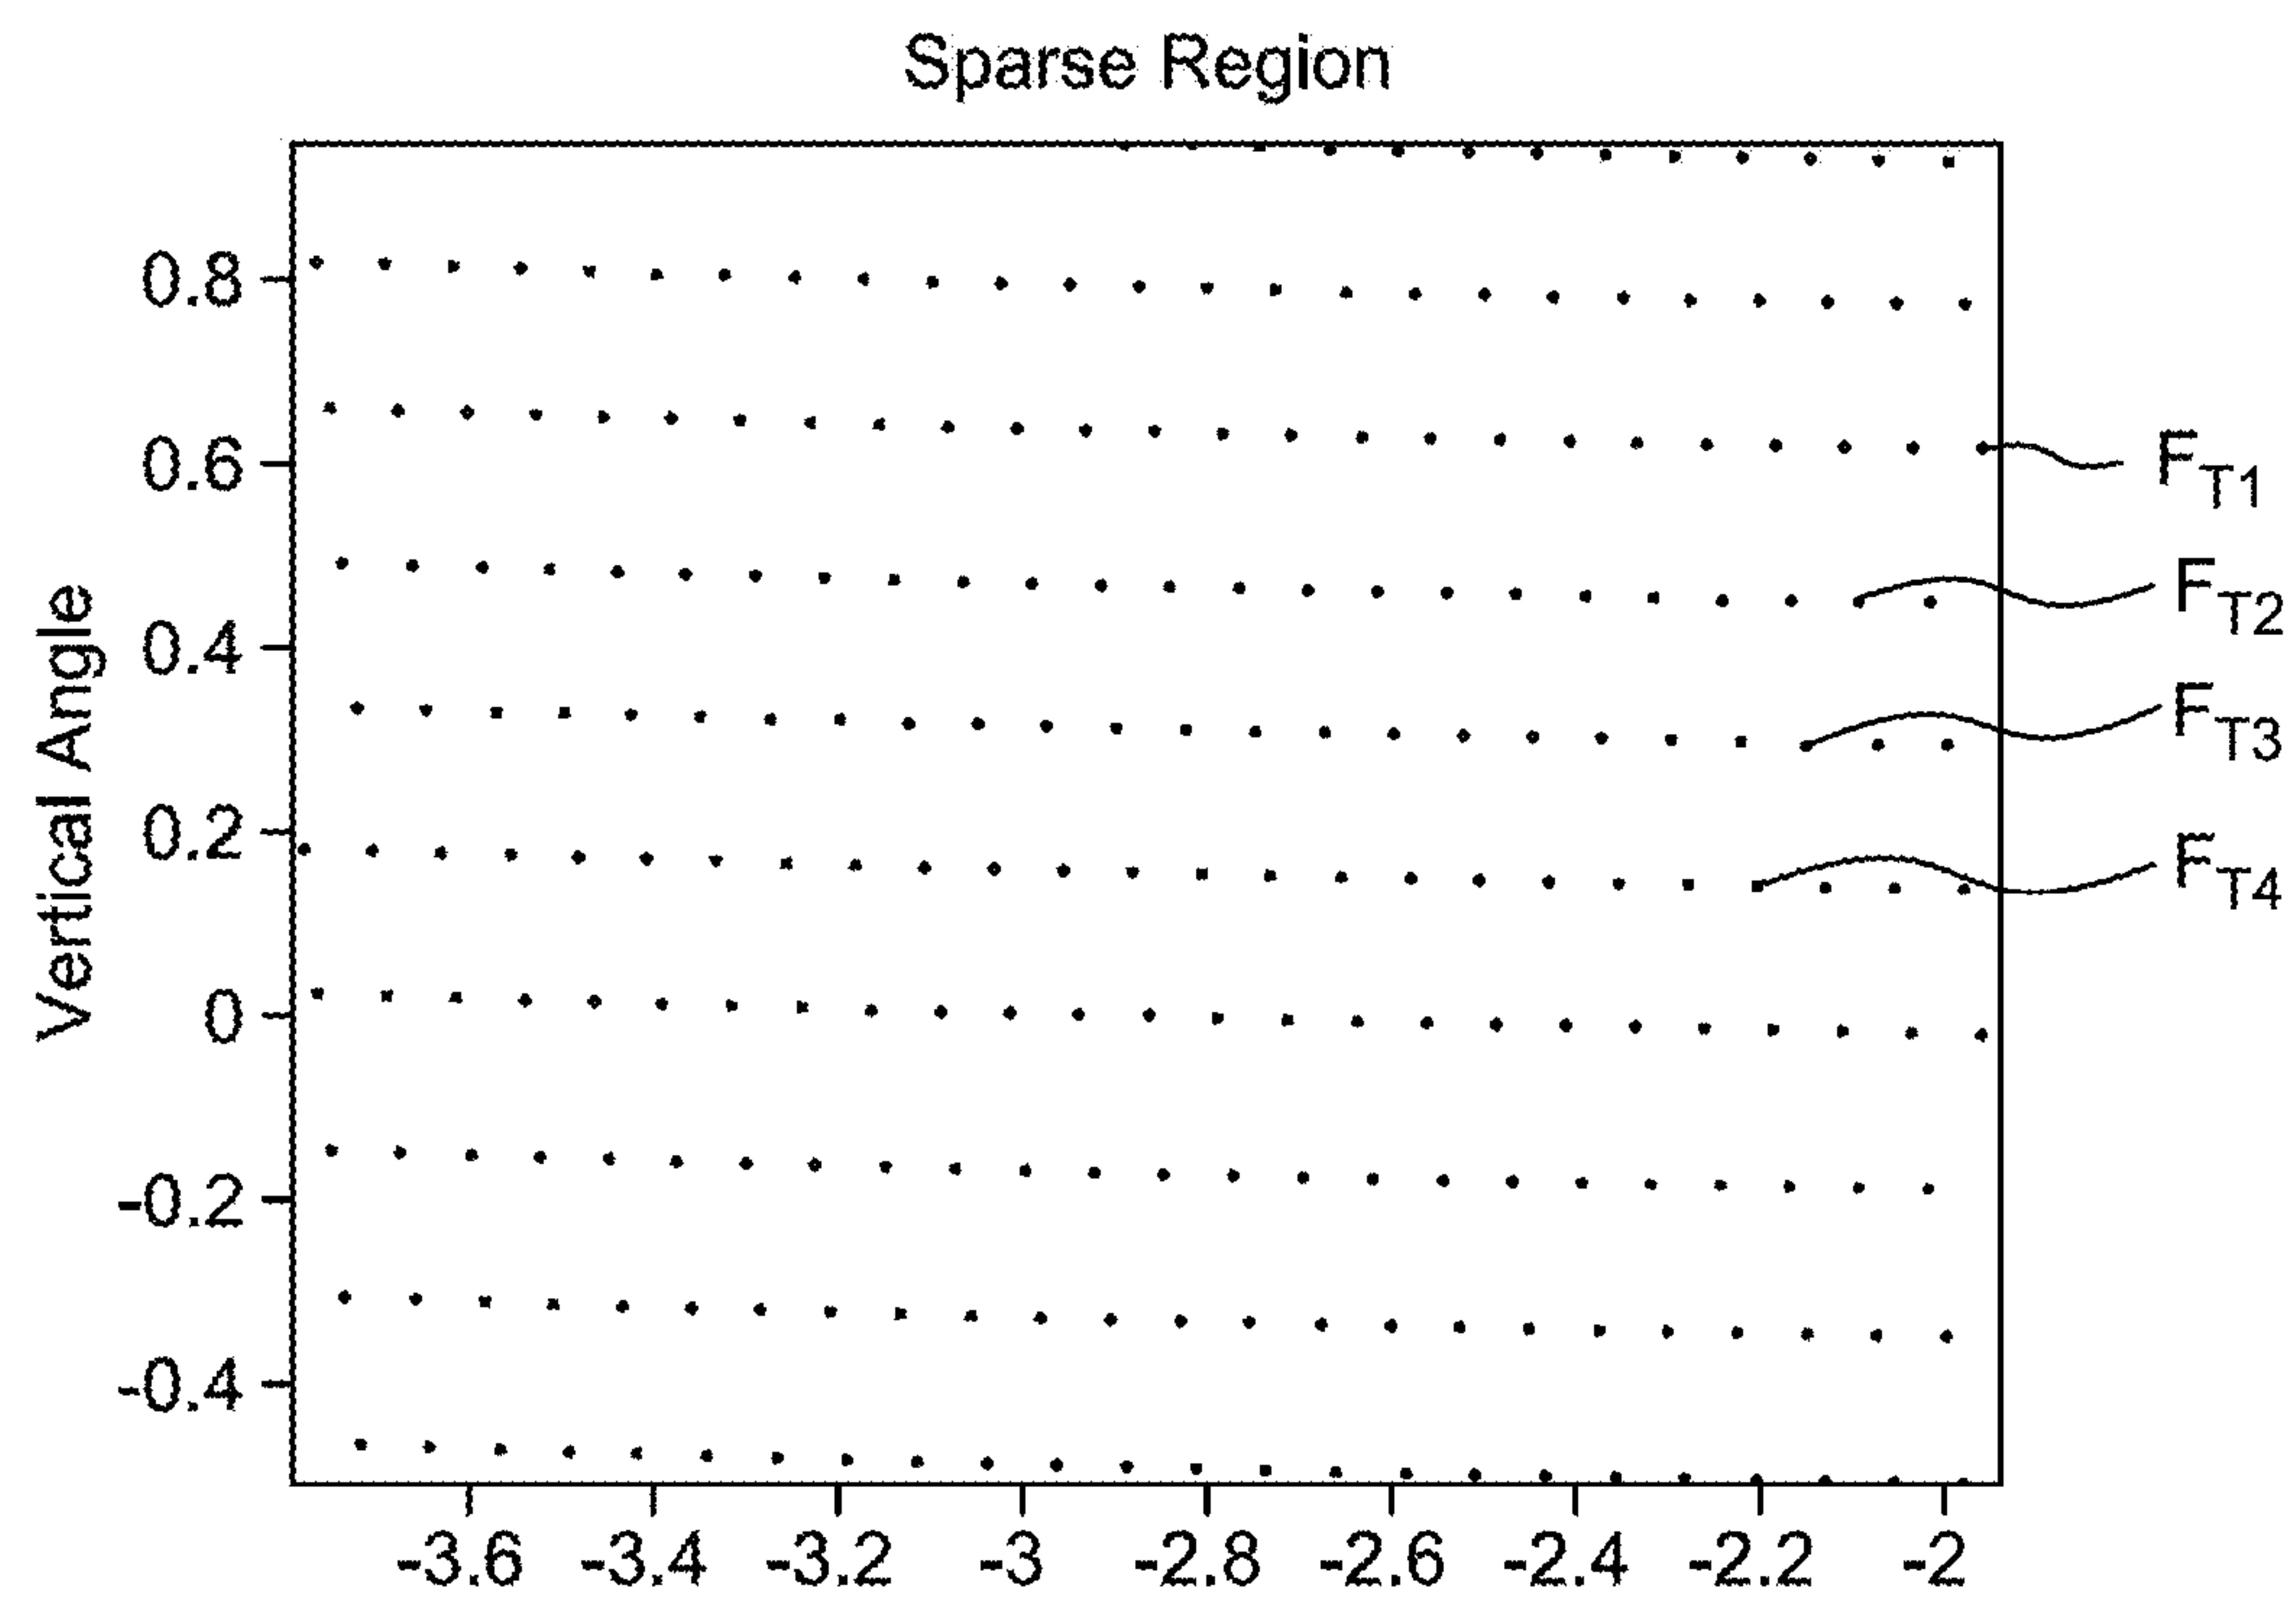 Sparse Region
Vertical Angle
0.8
0.6
0.4
0.2
0
-0.2
-0.4
-3.6 -3.4 -3.2 -3 -2.8 -2.6 -2.4 -2.2 -2
FT1
FT2
FT3
FT4